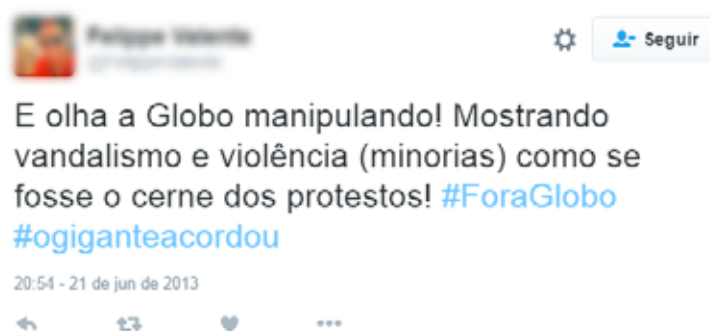 Seguir
E olha a Globo manipulando! Mostrando
vandalismo e violência (minorias) como se
fosse o cerne dos protestos! #ForaGlobo
#ogiganteacordou
20:54 - 21 de jun de 2013